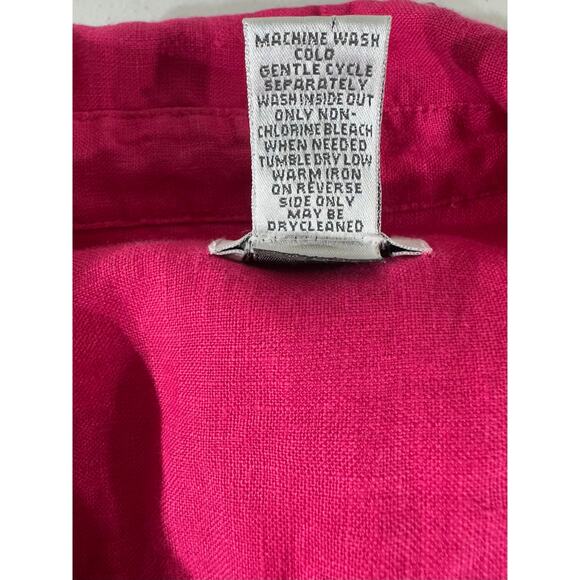 MACHINE WASH
COLD
GENTLE CYCLE
SEPARATELY
WASH INSIDE OUT
ONLY NON-
CHLORINE BLEACH
WHEN NEEDED
TUMBLE DRY LOW
WARM IRON
ON REVERSE
SIDE ONLY
MAY BE
DRYCLEANED